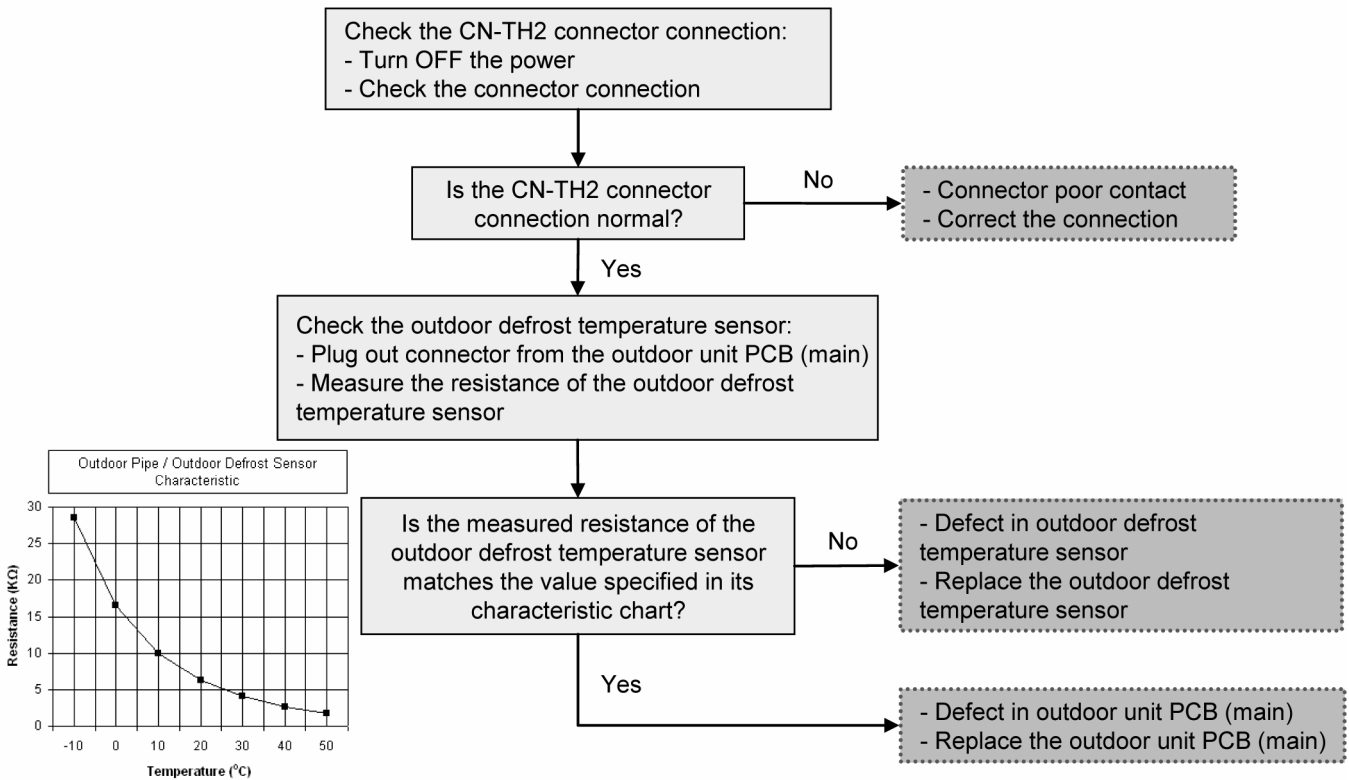 Check the CN-TH2 connector connection:
- Turn OFF the power
- Check the connector connection
Is the CN-TH2 connector
connection normal?
No
- Connector poor contact
- Correct the connection
Yes
Check the outdoor defrost temperature sensor:
- Plug out connector from the outdoor unit PCB (main)
- Measure the resistance of the outdoor defrost
temperature sensor
Outdoor Pipe / Outdoor Defrost Sensor
Characteristic
Resistance (KΩ)
30
25
20
15
10
5
0
-10 0 10 20 30 40 50
Temperature (°C)
Is the measured resistance of the
outdoor defrost temperature sensor
matches the value specified in its
characteristic chart?
No
- Defect in outdoor defrost
temperature sensor
- Replace the outdoor defrost
temperature sensor
Yes
- Defect in outdoor unit PCB (main)
- Replace the outdoor unit PCB (main)